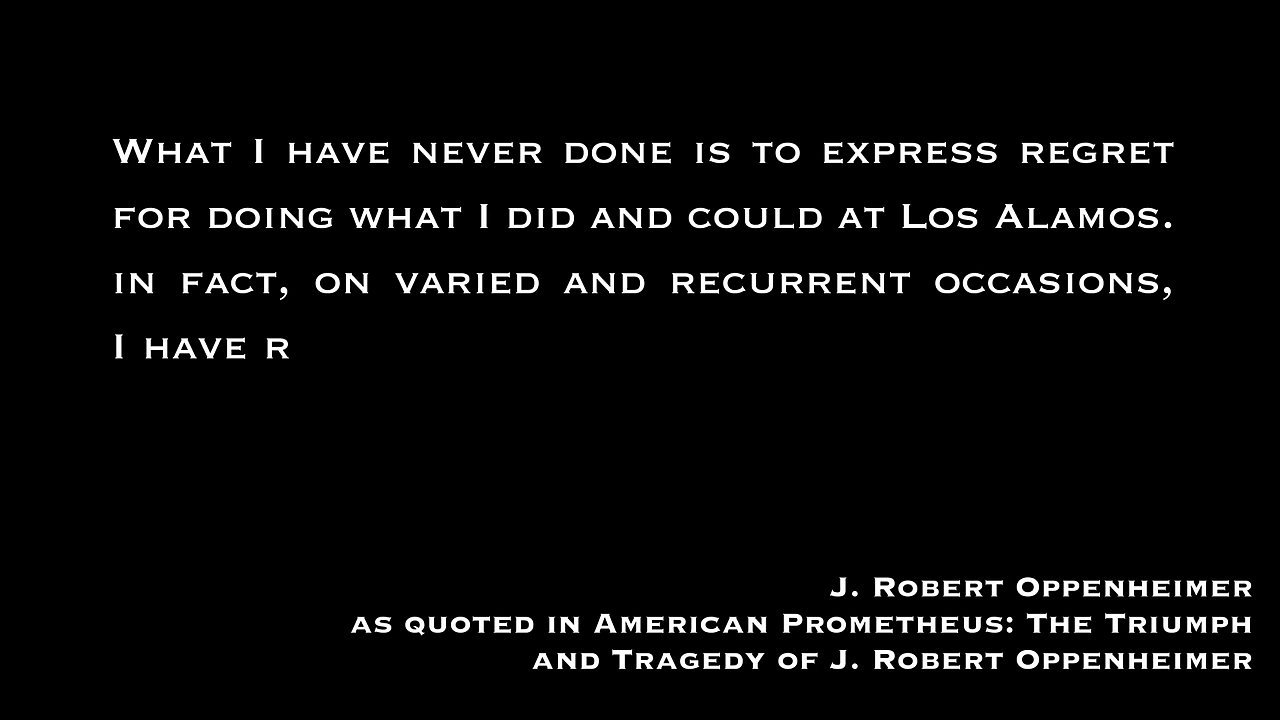 What I have never done is to express regret
for doing what I did and could at Los Alamos.
in fact, on varied and recurrent occasions,
I have r
J. Robert Oppenheimer
as quoted in American Prometheus: The Triumph
and Tragedy of J. Robert Oppenheimer